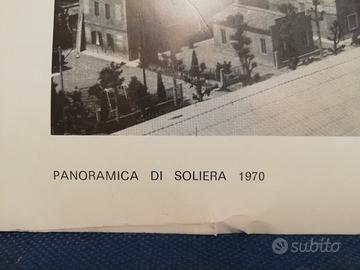 PANORAMICA DI SOLIERA 1970
subito